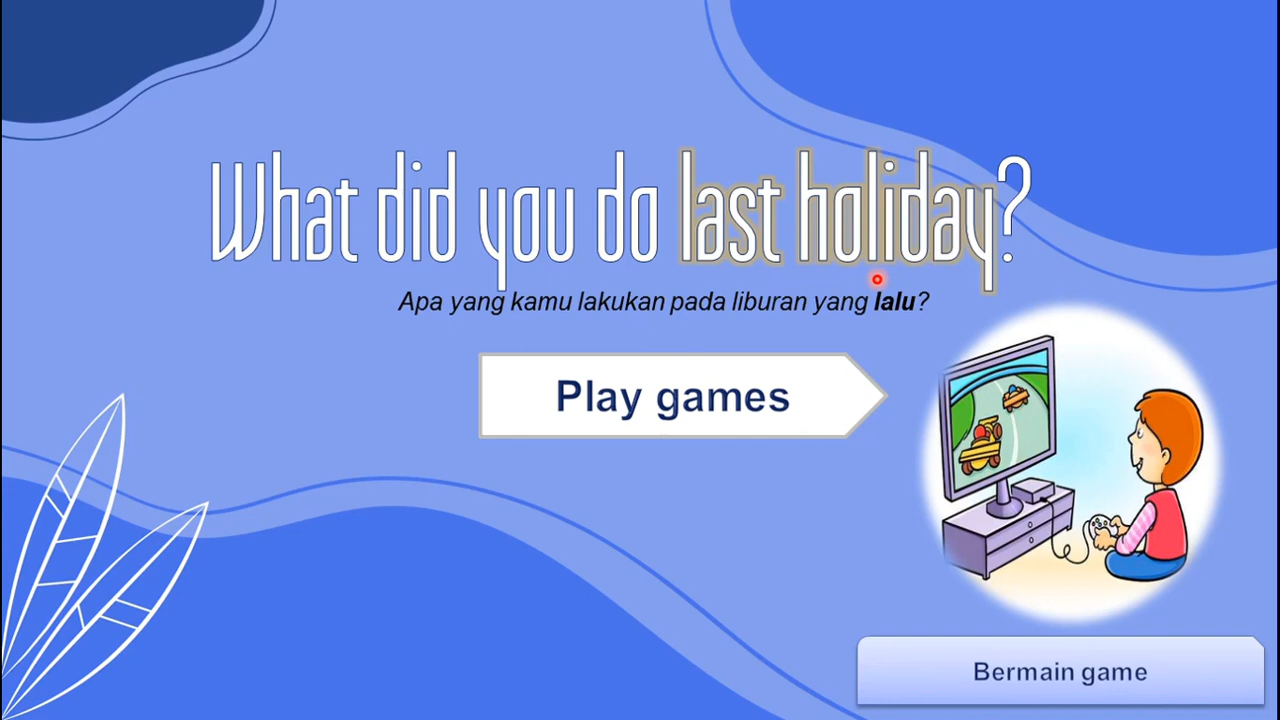 What did you do last holiday?
Apa yang kamu lakukan pada liburan yang lalu?
Play games
Bermain game